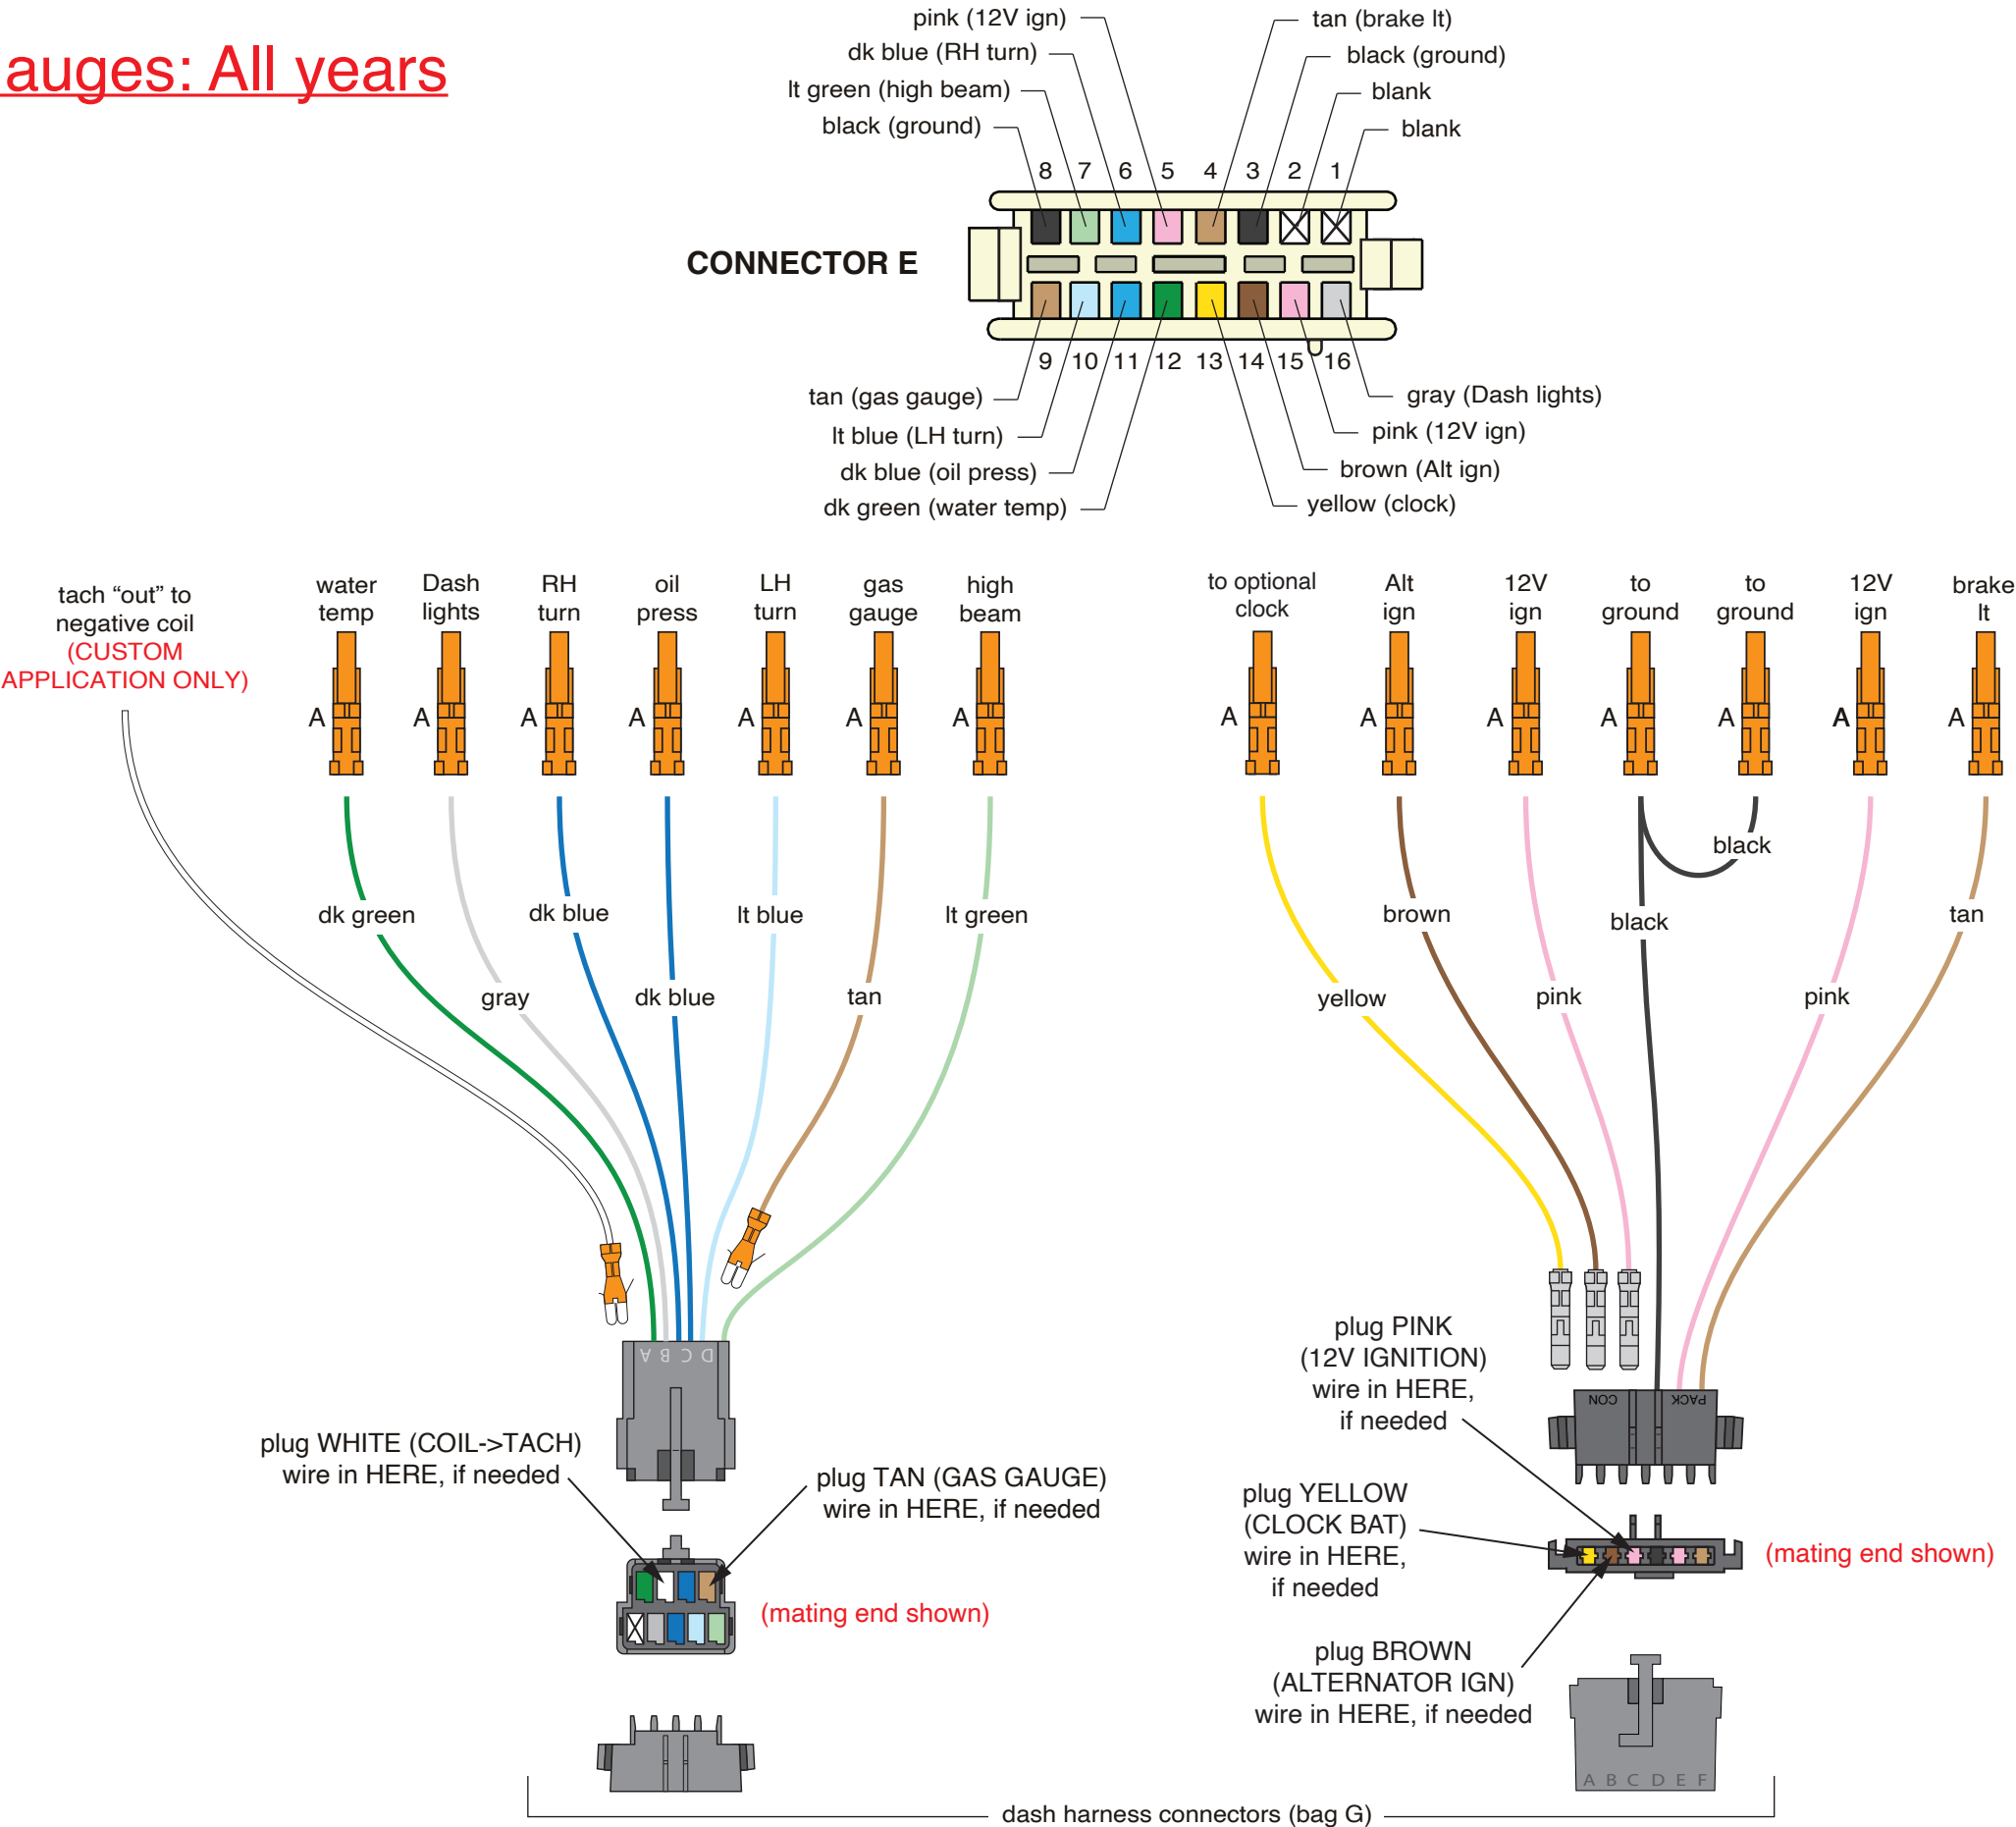 auges: All years
pink (12V ign)
dk blue (RH turn)
lt green (high beam)
black (ground)
tan (brake lt)
black (ground)
blank
blank
8 7 6 5 4 3 2 1
CONNECTOR E
9 10 11 12 13 14 15 16
tan (gas gauge)
lt blue (LH turn)
dk blue (oil press)
dk green (water temp)
gray (Dash lights)
pink (12V ign)
brown (Alt ign)
yellow (clock)
tach “out” to
negative coil
(CUSTOM
APPLICATION ONLY)
water
temp
Dash
lights
RH
turn
oil
press
LH
turn
gas
gauge
high
beam
to optional
clock
Alt
ign
12V
ign
to
ground
to
ground
12V
ign
brake
lt
A A A A A A A A A A A A A A
black
dk green
dk blue
lt blue
lt green
brown
black
tan
gray
dk blue
tan
yellow
pink
pink
A B C D
plug PINK
(12V IGNITION)
wire in HERE,
if needed
CON PACK
plug WHITE (COIL->TACH)
wire in HERE, if needed
plug TAN (GAS GAUGE)
wire in HERE, if needed
plug YELLOW
(CLOCK BAT)
wire in HERE,
if needed
(mating end shown)
(mating end shown)
plug BROWN
(ALTERNATOR IGN)
wire in HERE, if needed
A B C D E F
dash harness connectors (bag G)